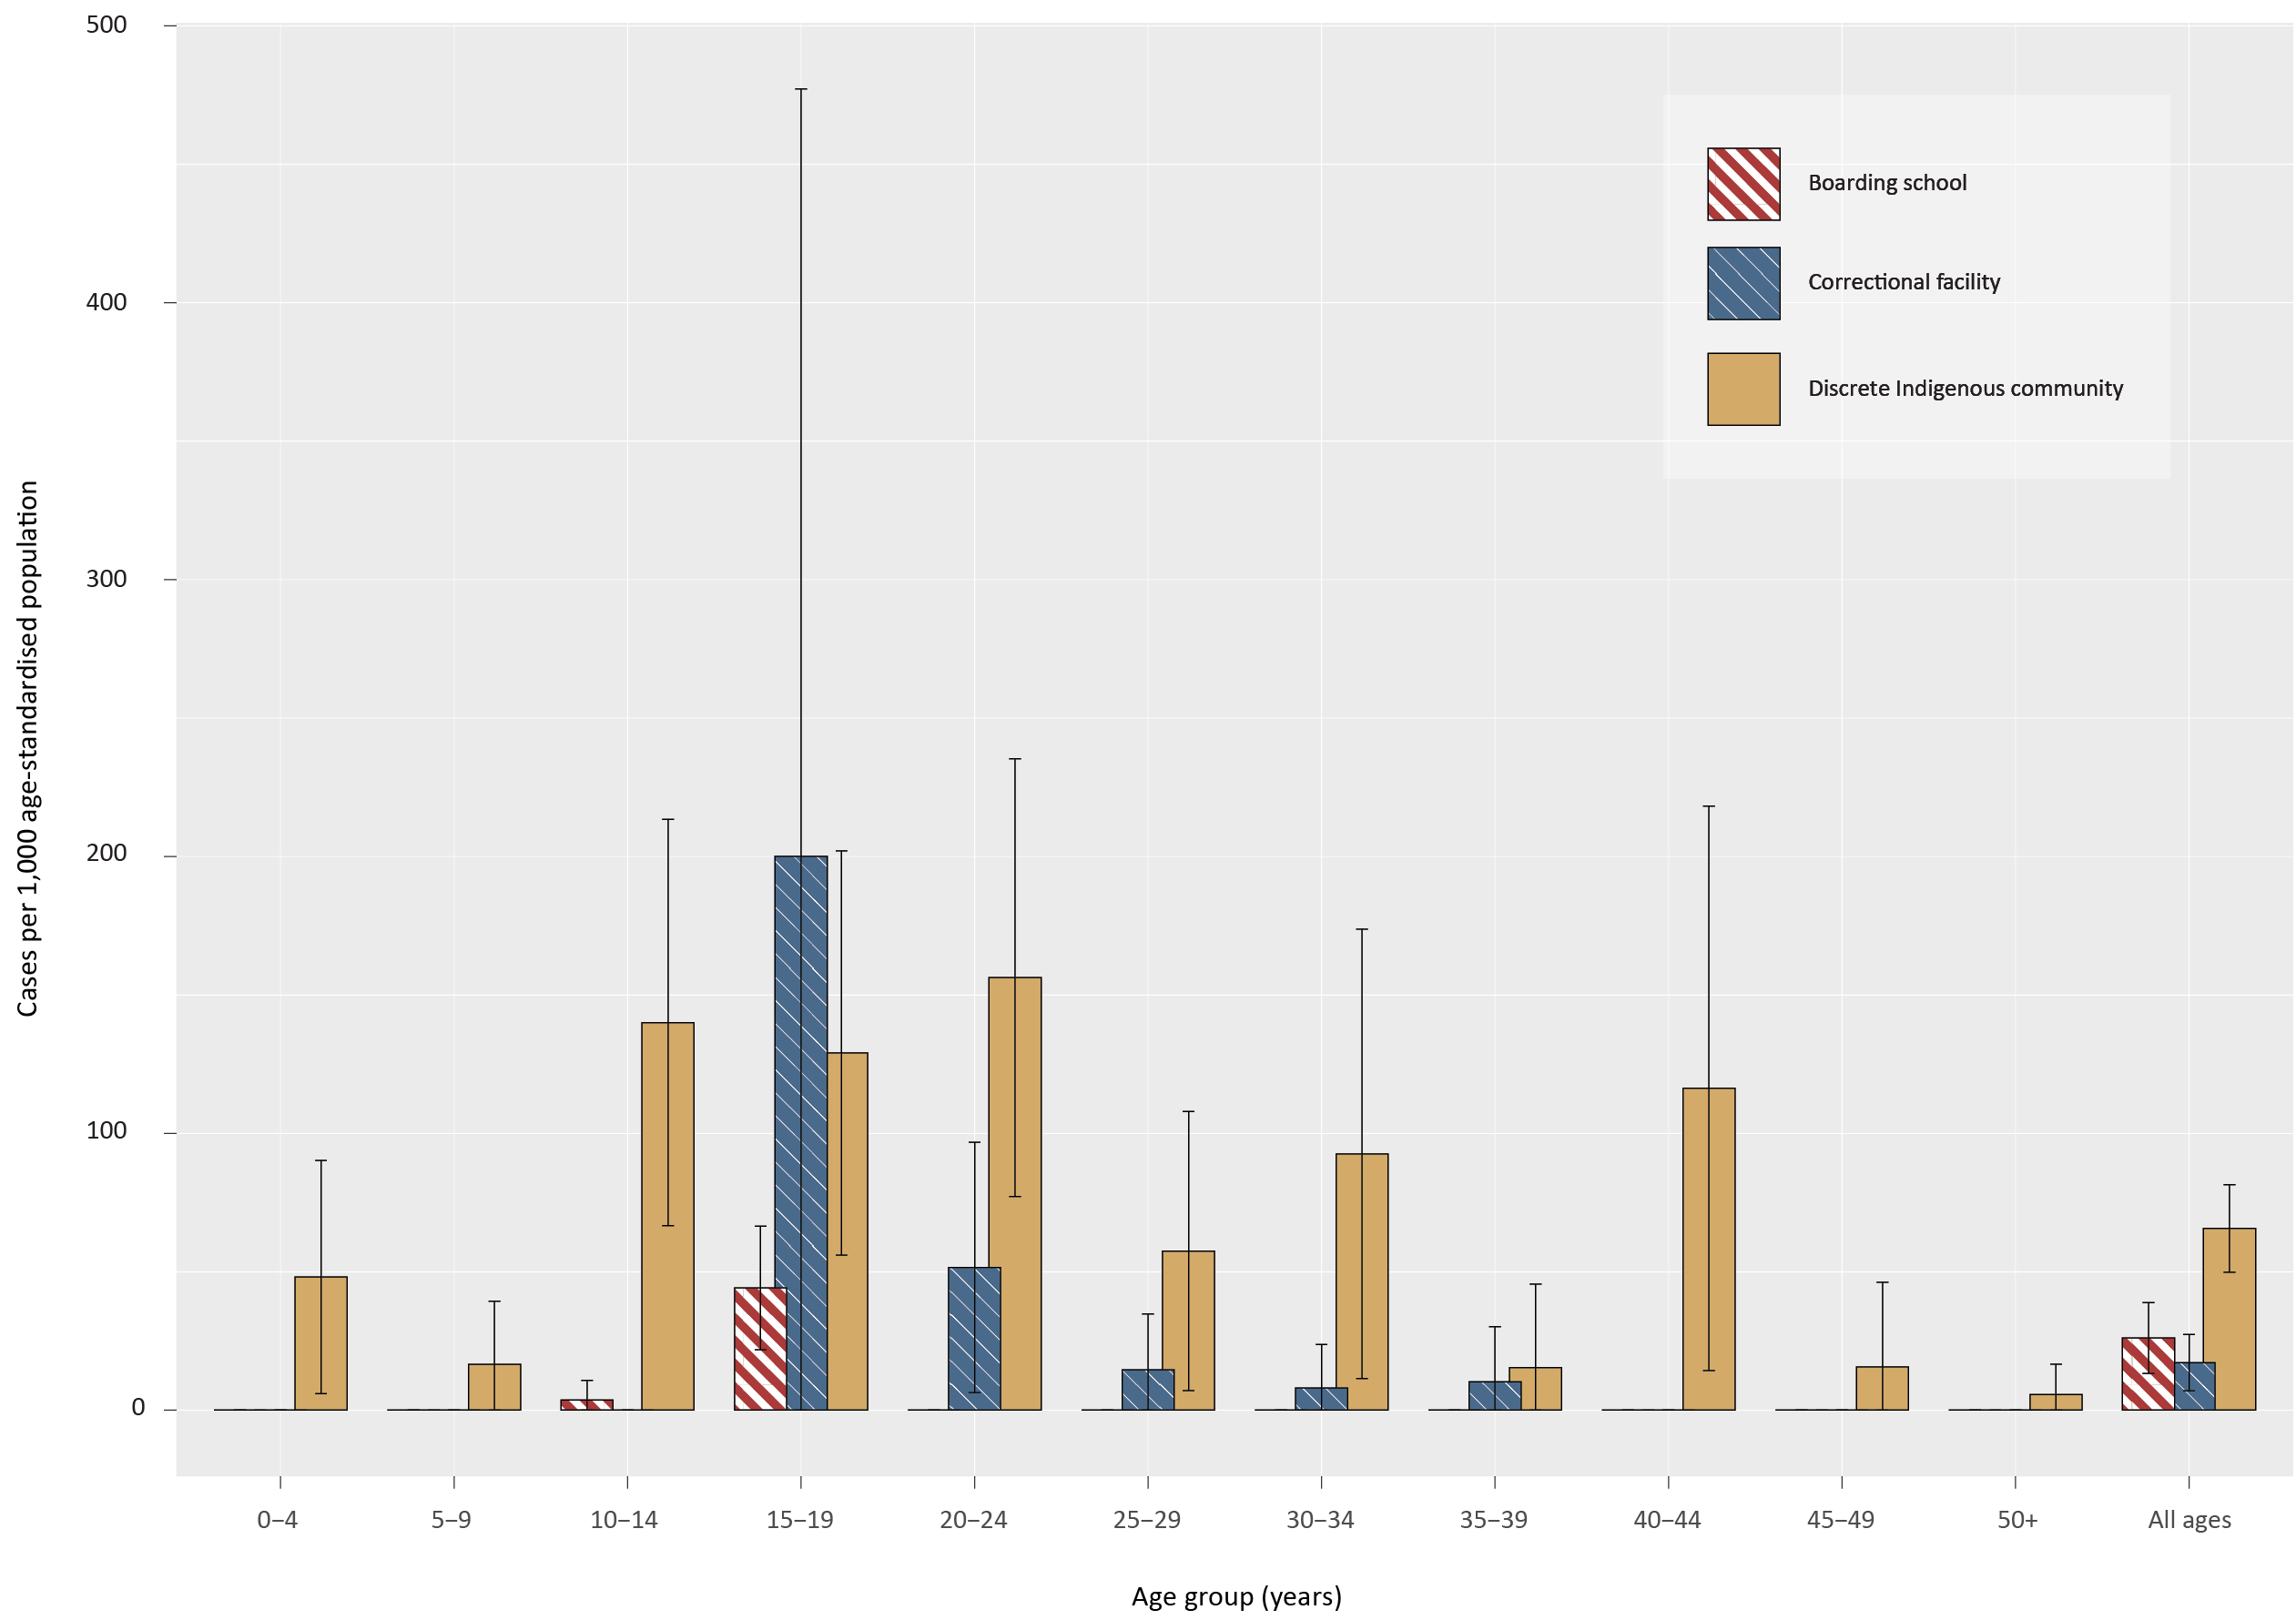 500
400
300
200
100
0
Cases per 1,000 age-standardised population
Boarding school
Correctional facility
Discrete Indigenous community
0–4 5–9 10–14 15–19 20–24 25–29 30–34 35–39 40–44 45–49 50+ All ages
Age group (years)